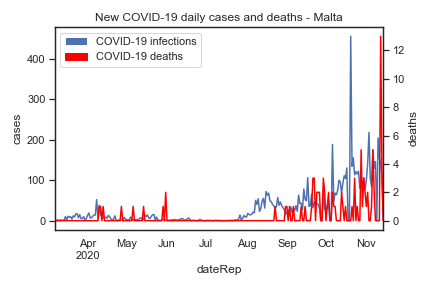 New COVID-19 daily cases and deaths - Malta
COVID-19 infections
COVID-19 deaths
cases
400
300
200
100
0
12
10
8
6
4
2
0
deaths
Apr May Jun Jul Aug Sep Oct Nov
2020
dateRep